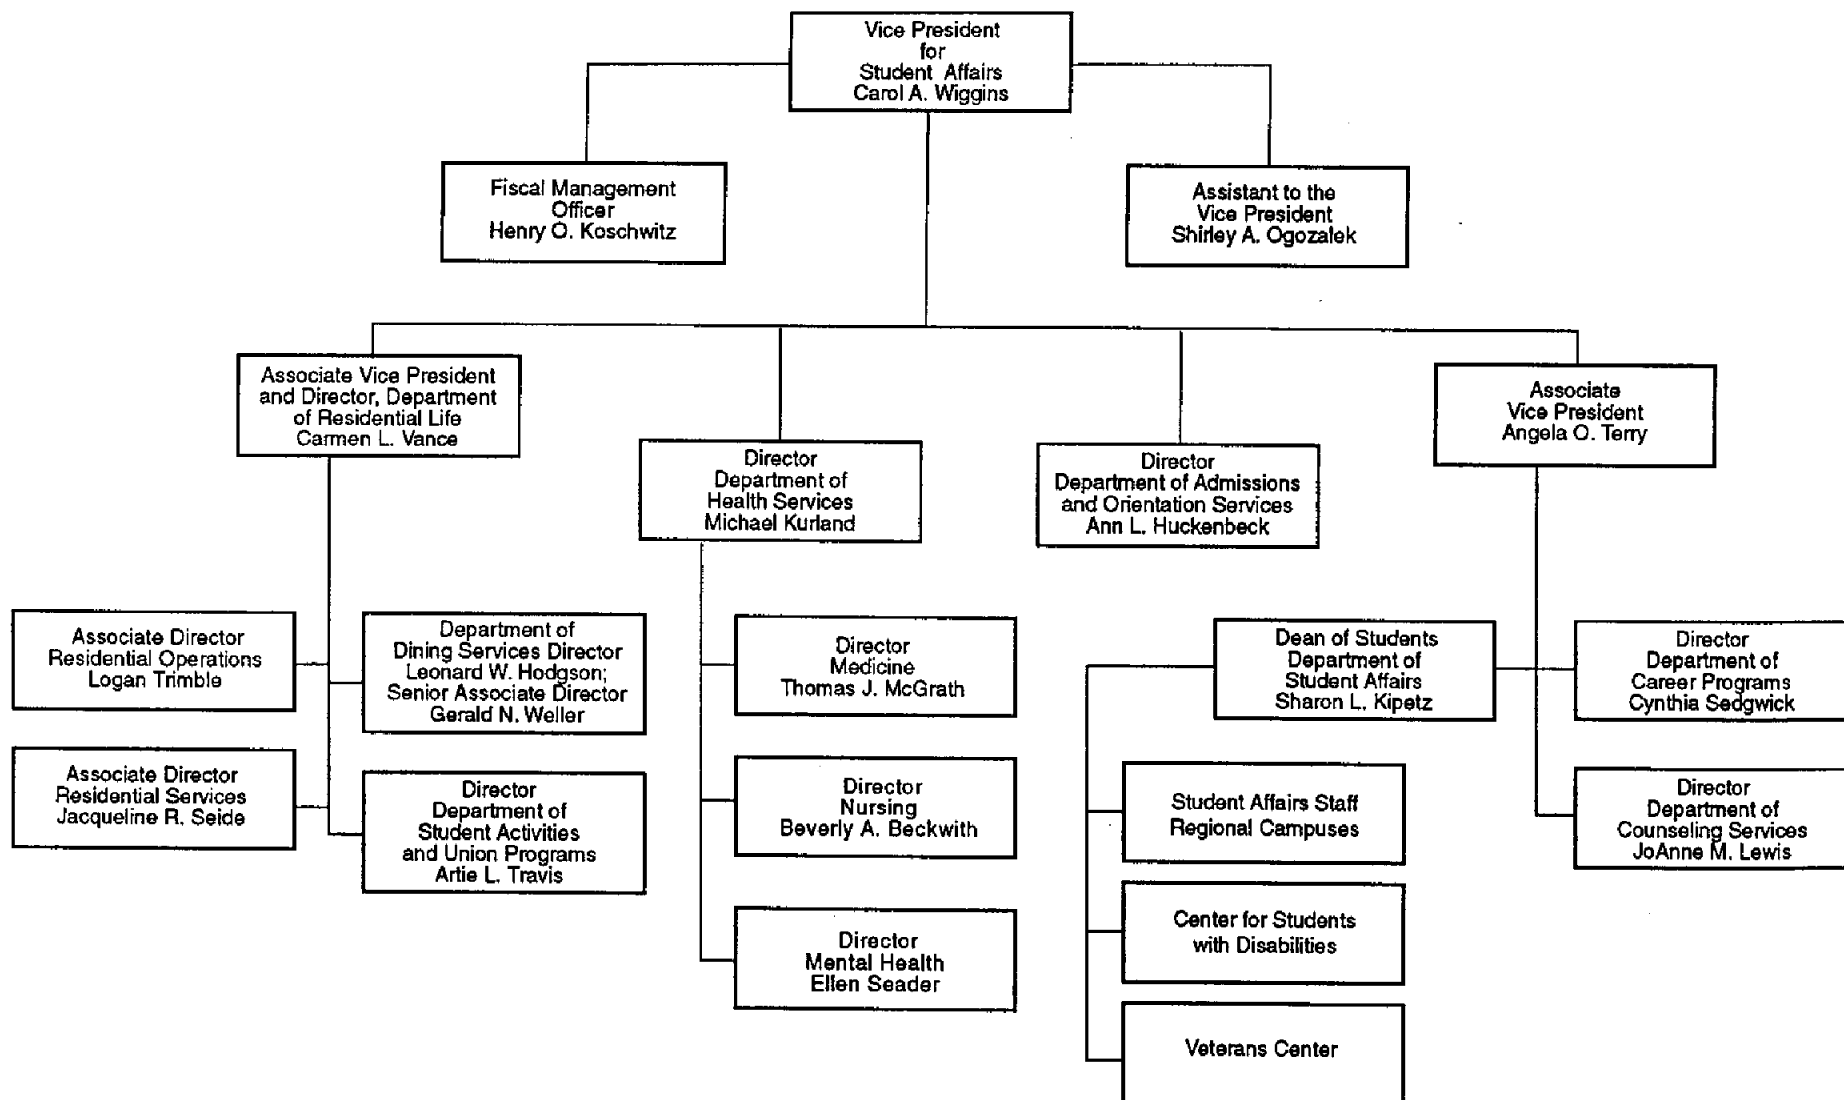 Vice President
for
Student Affairs
Carol A. Wiggins
Fiscal Management
Officer
Henry O. Koschwitz
Assistant to the
Vice President
Shirley A. Ogozalek
Associate Vice President
and Director, Department
of Residential Life
Carmen L. Vance
Director
Department of
Health Services
Michael Kurland
Director
Department of Admissions
and Orientation Services
Ann L. Huckenbeck
Associate
Vice President
Angela O. Terry
Associate Director
Residential Operations
Logan Trimble
Department of
Dining Services Director
Leonard W. Hodgson;
Senior Associate Director
Gerald N. Weller
Director
Medicine
Thomas J. McGrath
Dean of Students
Department of
Student Affairs
Sharon L. Kipetz
Director
Department of
Career Programs
Cynthia Sedgwick
Associate Director
Residential Services
Jacqueline R. Seide
Director
Department of
Student Activities
and Union Programs
Artie L. Travis
Director
Nursing
Beverly A. Beckwith
Student Affairs Staff
Regional Campuses
Director
Department of
Counseling Services
JoAnne M. Lewis
Director
Mental Health
Ellen Seader
Center for Students
with Disabilities
Veterans Center